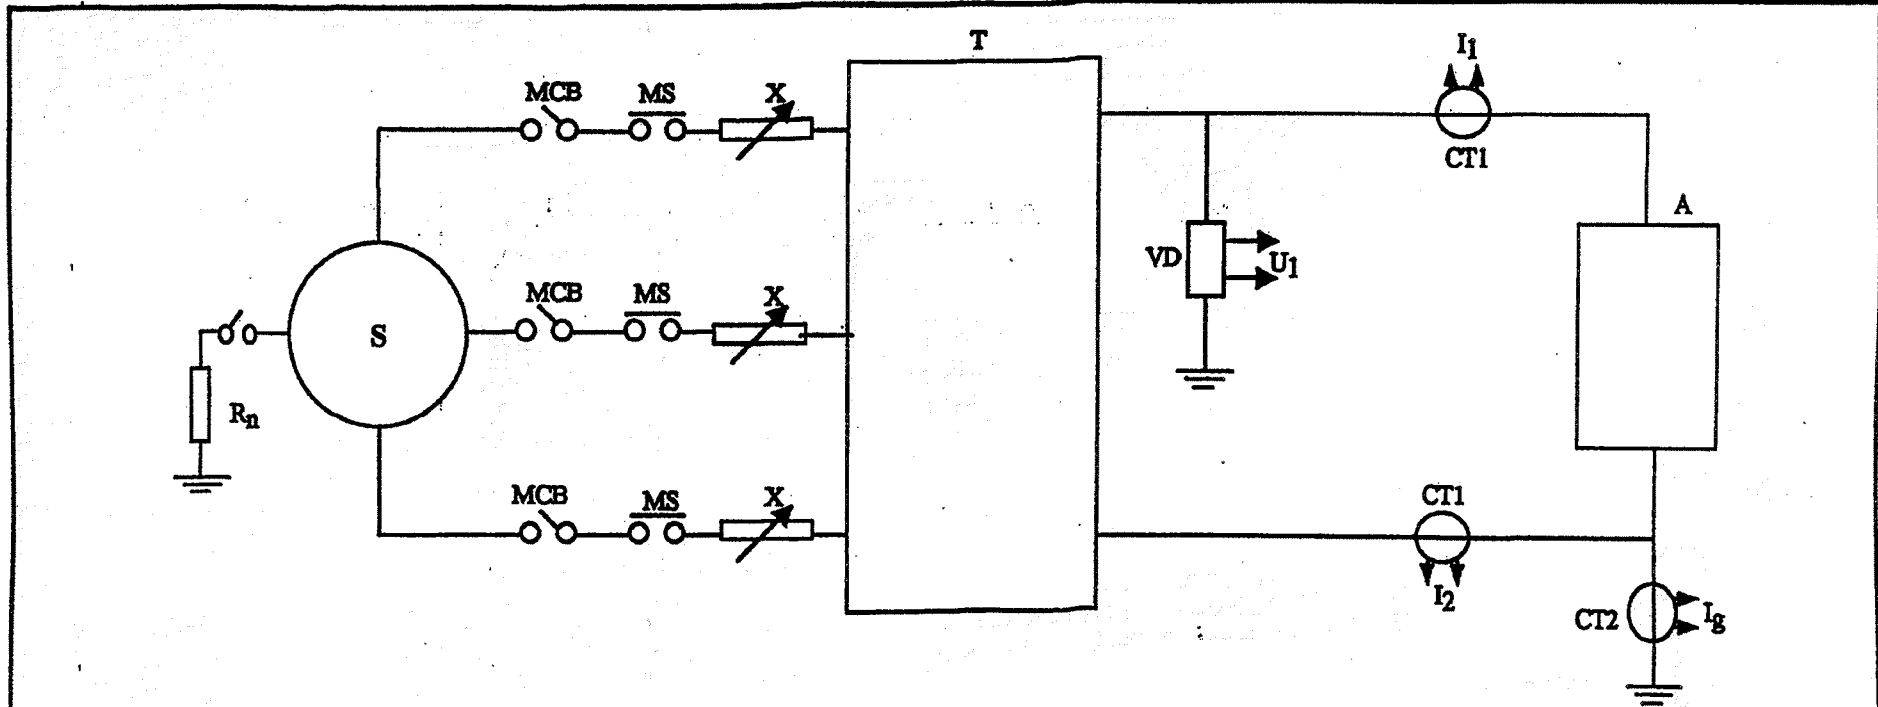 T
I1
MCB MS X
CT1
A
VD U1
MCB MS X
S
Rn
MCB MS X
CT1
I2
CT2 Ig